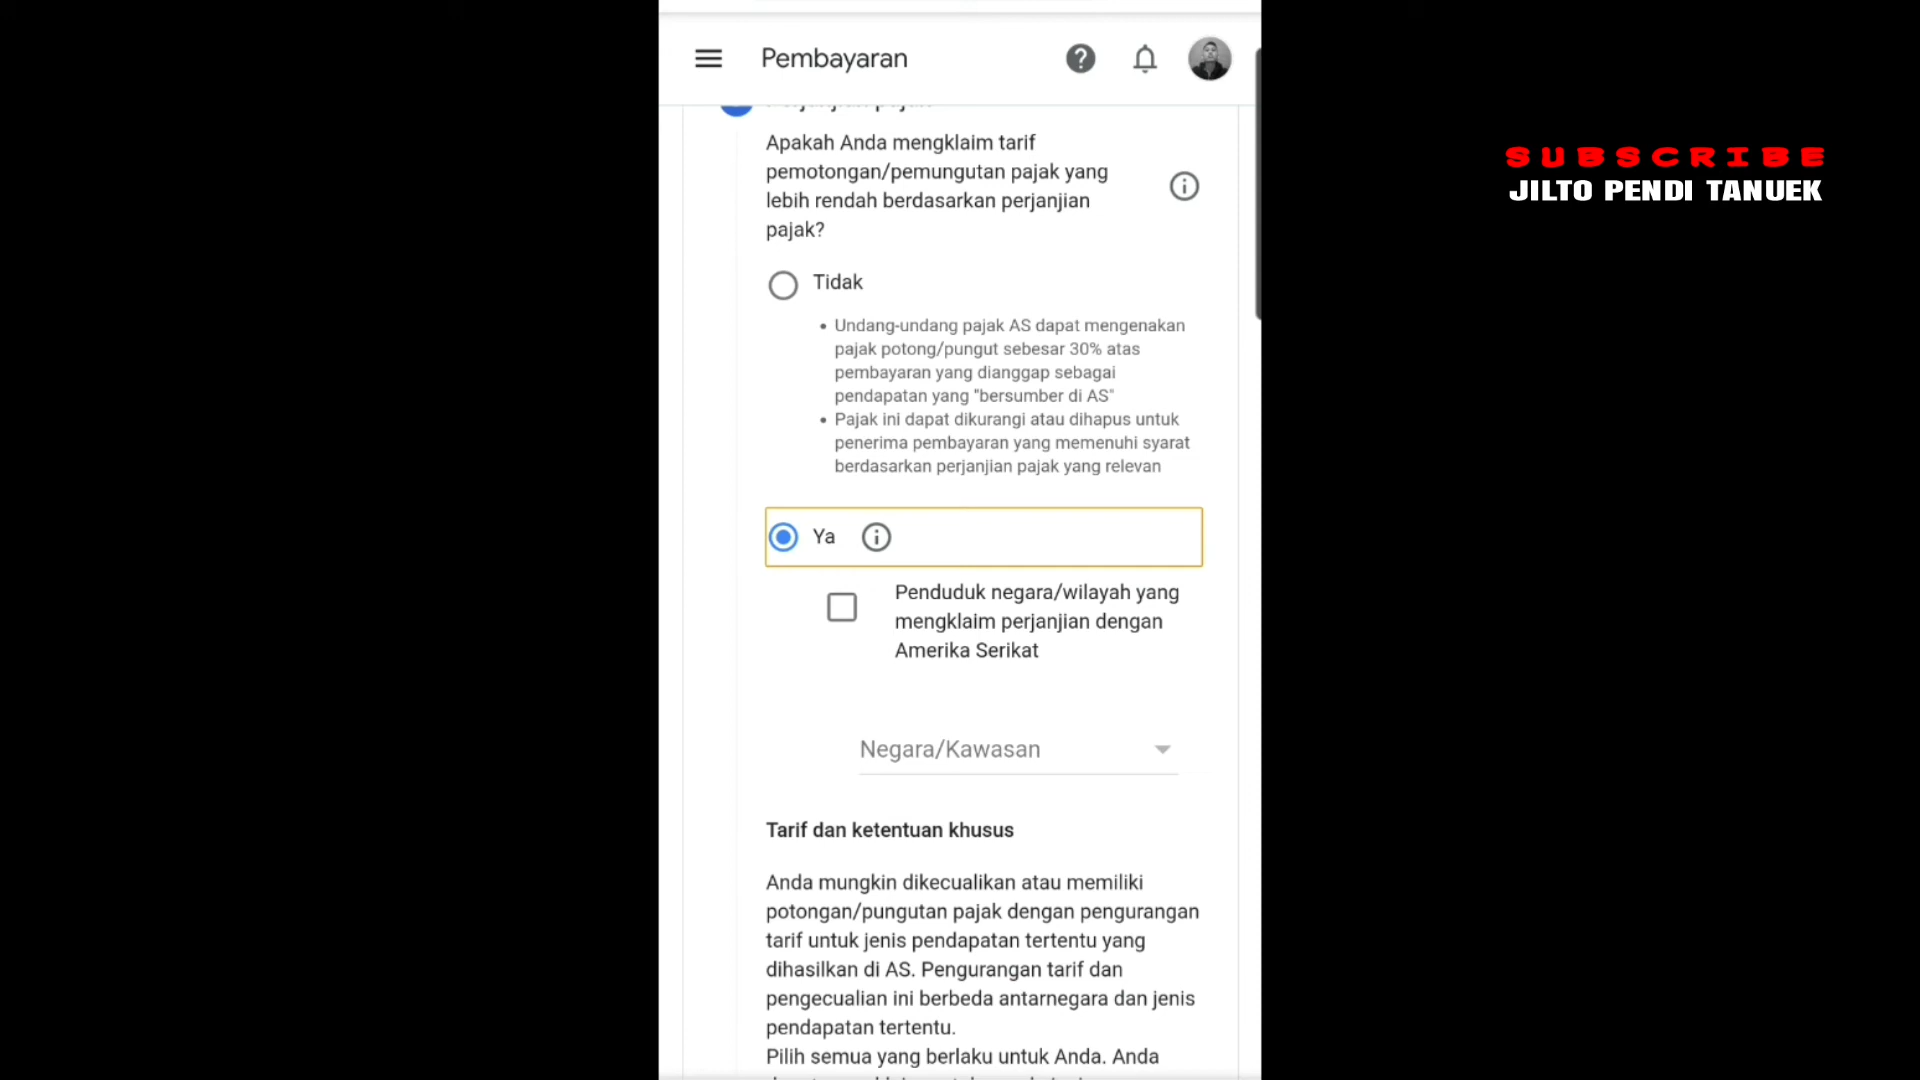 Pembayaran
Apakah Anda mengklaim tarif
pemotongan/pemungutan pajak yang
lebih rendah berdasarkan perjanjian
pajak?
Tidak
• Undang-undang pajak AS dapat mengenakan
pajak potong/pungut sebesar 30% atas
pembayaran yang dianggap sebagai
pendapatan yang "bersumber di AS"
• Pajak ini dapat dikurangi atau dihapus untuk
penerima pembayaran yang memenuhi syarat
berdasarkan perjanjian pajak yang relevan
Ya
Penduduk negara/wilayah yang
mengklaim perjanjian dengan
Amerika Serikat
Negara/Kawasan
Tarif dan ketentuan khusus
Anda mungkin dikecualikan atau memiliki
potongan/pungutan pajak dengan pengurangan
tarif untuk jenis pendapatan tertentu yang
dihasilkan di AS. Pengurangan tarif dan
pengecualian ini berbeda antarnegara dan jenis
pendapatan tertentu.
Pilih semua yang berlaku untuk Anda. Anda
SUBSCRIBE
JILTO PENDI TANUEK